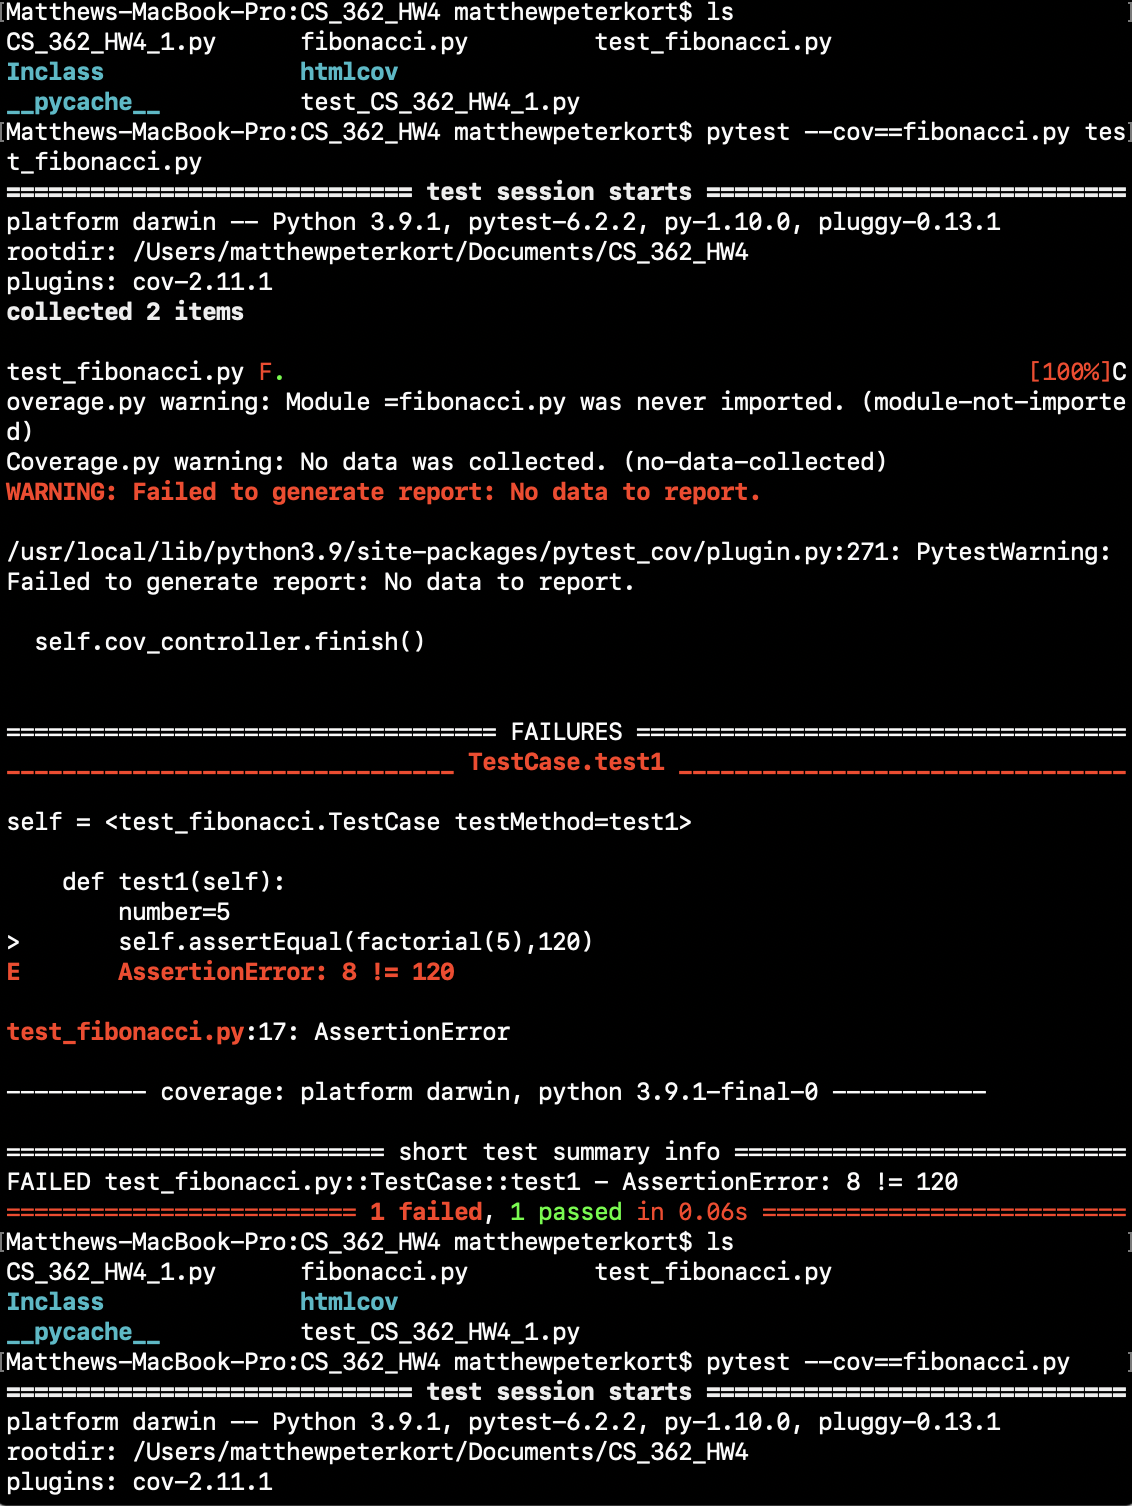 [Matthews-MacBook-Pro:CS_362_HW4 matthewpeterkort$ ls ]
CS_362_HW4_1.py      fibonacci.py         test_fibonacci.py
Inclass              htmlcov
__pycache__          test_CS_362_HW4_1.py
[Matthews-MacBook-Pro:CS_362_HW4 matthewpeterkort$ pytest --cov==fibonacci.py tes]
t_fibonacci.py
============================= test session starts ==============================
platform darwin -- Python 3.9.1, pytest-6.2.2, py-1.10.0, pluggy-0.13.1
rootdir: /Users/matthewpeterkort/Documents/CS_362_HW4
plugins: cov-2.11.1
collected 2 items
test_fibonacci.py F.                                                     [100%]C
overage.py warning: Module =fibonacci.py was never imported. (module-not-importe
d)
Coverage.py warning: No data was collected. (no-data-collected)
WARNING: Failed to generate report: No data to report.
/usr/local/lib/python3.9/site-packages/pytest_cov/plugin.py:271: PytestWarning:
Failed to generate report: No data to report.
  self.cov_controller.finish()
=================================== FAILURES ===================================
________________________________ TestCase.test1 ________________________________
self = <test_fibonacci.TestCase testMethod=test1>
    def test1(self):
        number=5
>       self.assertEqual(factorial(5),120)
E       AssertionError: 8 != 120
test_fibonacci.py:17: AssertionError
---------- coverage: platform darwin, python 3.9.1-final-0 -----------
=========================== short test summary info ============================
FAILED test_fibonacci.py::TestCase::test1 - AssertionError: 8 != 120
========================= 1 failed, 1 passed in 0.06s ==========================
[Matthews-MacBook-Pro:CS_362_HW4 matthewpeterkort$ ls ]
CS_362_HW4_1.py      fibonacci.py         test_fibonacci.py
Inclass              htmlcov
__pycache__          test_CS_362_HW4_1.py
[Matthews-MacBook-Pro:CS_362_HW4 matthewpeterkort$ pytest --cov==fibonacci.py ]
============================= test session starts ==============================
platform darwin -- Python 3.9.1, pytest-6.2.2, py-1.10.0, pluggy-0.13.1
rootdir: /Users/matthewpeterkort/Documents/CS_362_HW4
plugins: cov-2.11.1